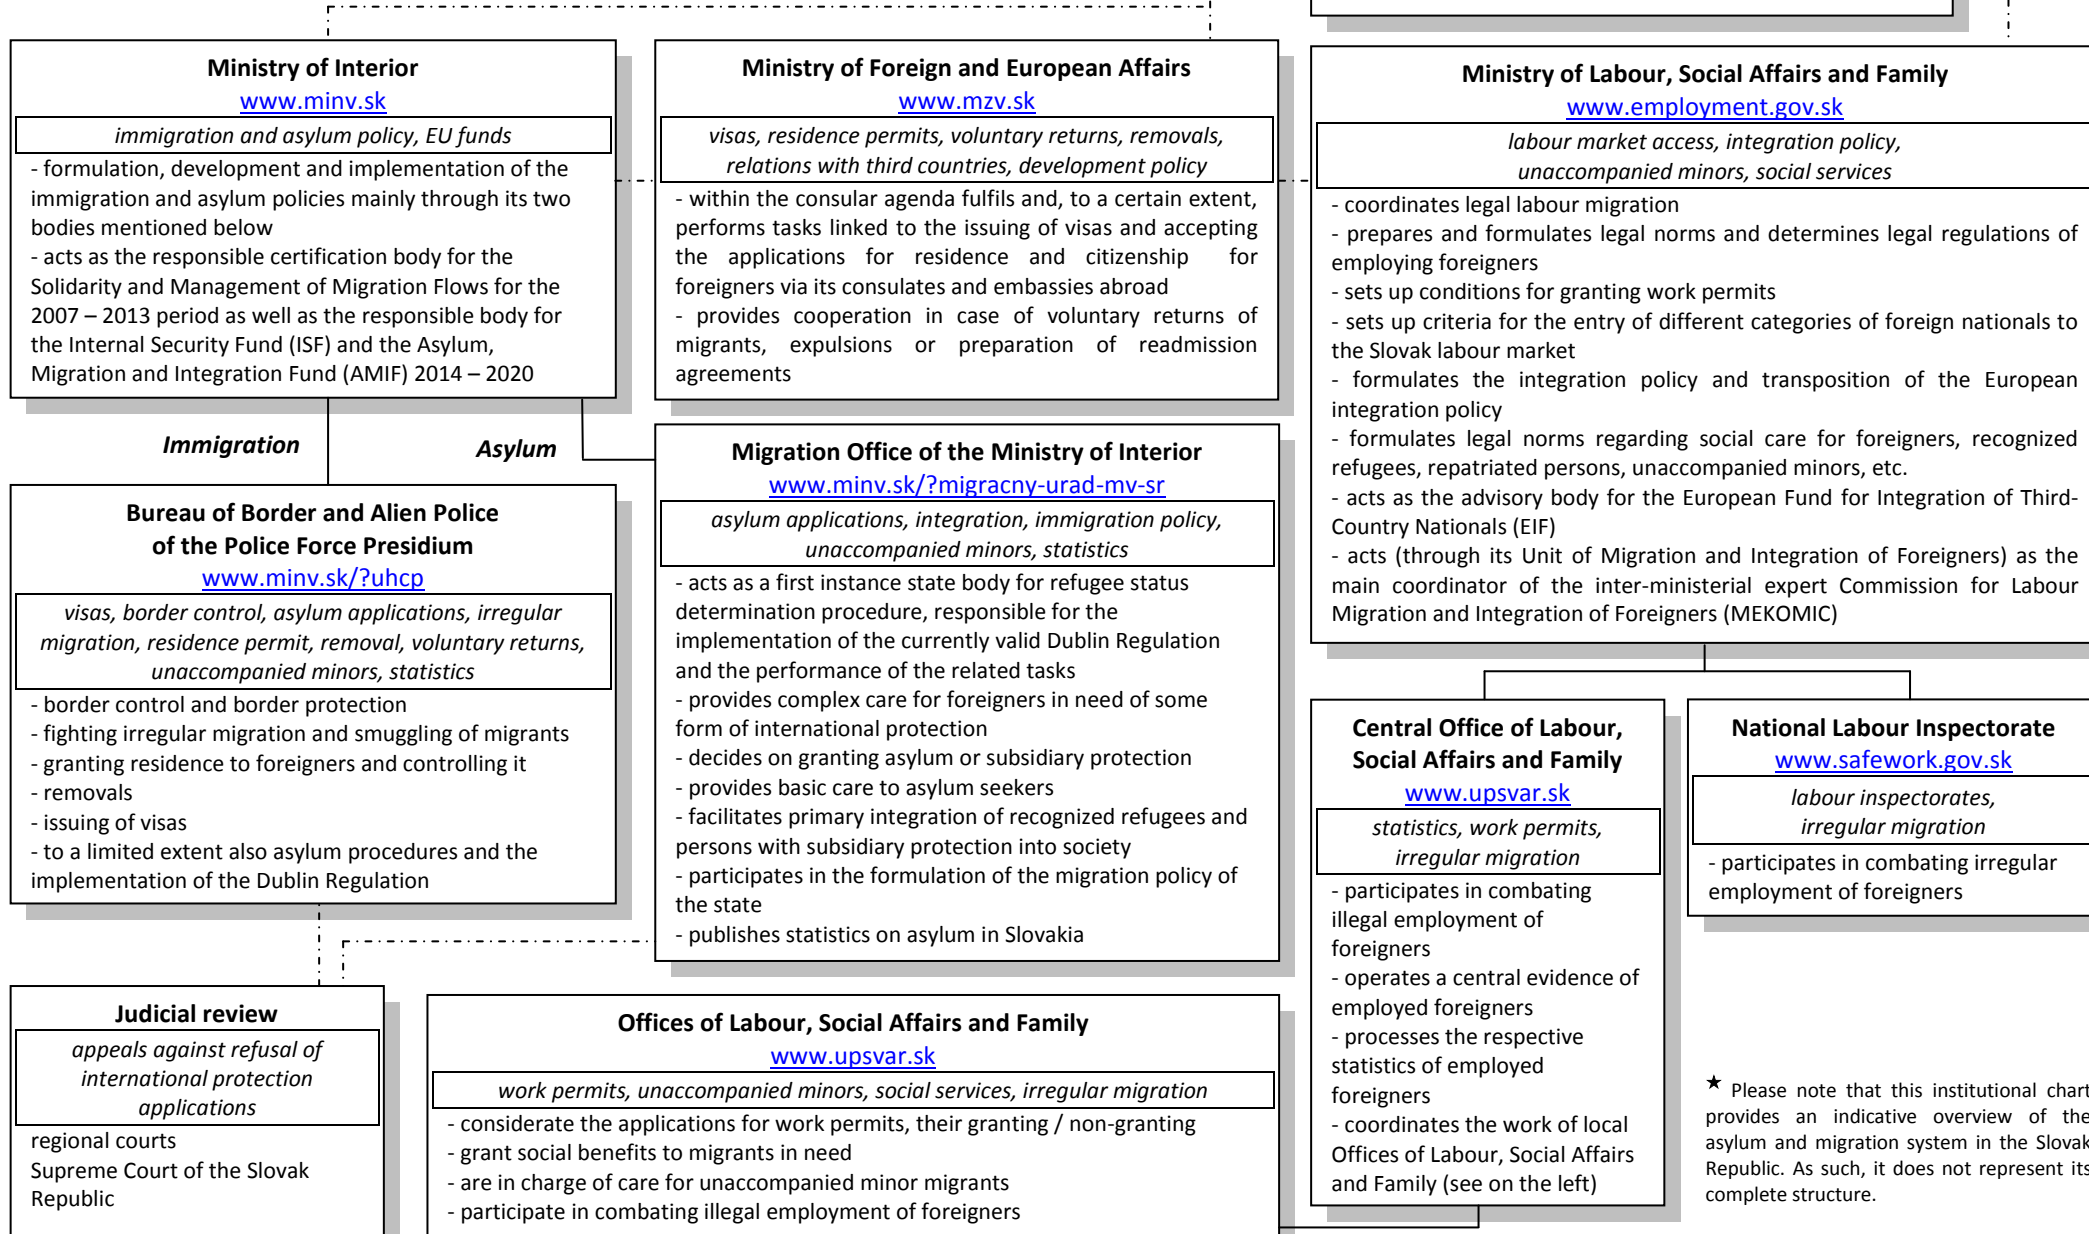 Ministry of Interior
www.minv.sk
immigration and asylum policy, EU funds
- formulation, development and implementation of the
immigration and asylum policies mainly through its two
bodies mentioned below
- acts as the responsible certification body for the
Solidarity and Management of Migration Flows for the
2007 – 2013 period as well as the responsible body for
the Internal Security Fund (ISF) and the Asylum,
Migration and Integration Fund (AMIF) 2014 – 2020
Ministry of Foreign and European Affairs
www.mzv.sk
visas, residence permits, voluntary returns, removals,
relations with third countries, development policy
- within the consular agenda fulfils and, to a certain extent,
performs tasks linked to the issuing of visas and accepting
the applications for residence and citizenship for
foreigners via its consulates and embassies abroad
- provides cooperation in case of voluntary returns of
migrants, expulsions or preparation of readmission
agreements
Ministry of Labour, Social Affairs and Family
www.employment.gov.sk
labour market access, integration policy,
unaccompanied minors, social services
- coordinates legal labour migration
- prepares and formulates legal norms and determines legal regulations of
employing foreigners
- sets up conditions for granting work permits
- sets up criteria for the entry of different categories of foreign nationals to
the Slovak labour market
- formulates the integration policy and transposition of the European
integration policy
- formulates legal norms regarding social care for foreigners, recognized
refugees, repatriated persons, unaccompanied minors, etc.
- acts as the advisory body for the European Fund for Integration of Third-
Country Nationals (EIF)
- acts (through its Unit of Migration and Integration of Foreigners) as the
main coordinator of the inter-ministerial expert Commission for Labour
Migration and Integration of Foreigners (MEKOMIC)
Immigration
Asylum
Bureau of Border and Alien Police
of the Police Force Presidium
www.minv.sk/?uhcp
visas, border control, asylum applications, irregular
migration, residence permit, removal, voluntary returns,
unaccompanied minors, statistics
- border control and border protection
- fighting irregular migration and smuggling of migrants
- granting residence to foreigners and controlling it
- removals
- issuing of visas
- to a limited extent also asylum procedures and the
implementation of the Dublin Regulation
Migration Office of the Ministry of Interior
www.minv.sk/?migracny-urad-mv-sr
asylum applications, integration, immigration policy,
unaccompanied minors, statistics
- acts as a first instance state body for refugee status
determination procedure, responsible for the
implementation of the currently valid Dublin Regulation
and the performance of the related tasks
- provides complex care for foreigners in need of some
form of international protection
- decides on granting asylum or subsidiary protection
- provides basic care to asylum seekers
- facilitates primary integration of recognized refugees and
persons with subsidiary protection into society
- participates in the formulation of the migration policy of
the state
- publishes statistics on asylum in Slovakia
Central Office of Labour,
Social Affairs and Family
www.upsvar.sk
statistics, work permits,
irregular migration
- participates in combating
illegal employment of
foreigners
- operates a central evidence of
employed foreigners
- processes the respective
statistics of employed
foreigners
- coordinates the work of local
Offices of Labour, Social Affairs
and Family (see on the left)
National Labour Inspectorate
www.safework.gov.sk
labour inspectorates,
irregular migration
- participates in combating irregular
employment of foreigners
Judicial review
appeals against refusal of
international protection
applications
regional courts
Supreme Court of the Slovak
Republic
Offices of Labour, Social Affairs and Family
www.upsvar.sk
work permits, unaccompanied minors, social services, irregular migration
- considerate the applications for work permits, their granting / non-granting
- grant social benefits to migrants in need
- are in charge of care for unaccompanied minor migrants
- participate in combating illegal employment of foreigners
★ Please note that this institutional chart
provides an indicative overview of the
asylum and migration system in the Slovak
Republic. As such, it does not represent its
complete structure.